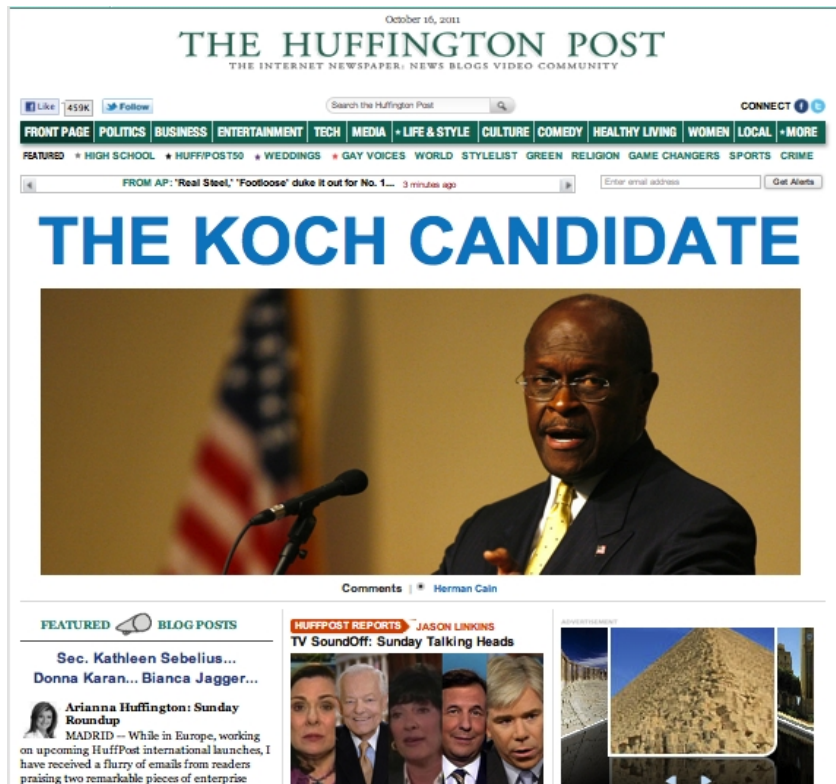 October 16, 2011
THE HUFFINGTON POST
THE INTERNET NEWSPAPER: NEWS BLOGS VIDEO COMMUNITY
Like 459K Follow Search the Huffington Post CONNECT
FRONT PAGE POLITICS BUSINESS ENTERTAINMENT TECH MEDIA LIFE & STYLE CULTURE COMEDY HEALTHY LIVING WOMEN LOCAL +MORE
FEATURED HIGH SCHOOL HUFF/POST50 WEDDINGS GAY VOICES WORLD STYLELIST GREEN RELIGION GAME CHANGERS SPORTS CRIME
FROM AP: 'Real Steel,' 'Footloose' duke it out for No. 1... 3 minutes ago Enter email address Get Alerts
THE KOCH CANDIDATE
Comments | Herman Cain
FEATURED BLOG POSTS
Sec. Kathleen Sebelius...
Donna Karan... Bianca Jagger...
Arianna Huffington: Sunday
Roundup
MADRID -- While in Europe, working
on upcoming HuffPost international launches, I
have received a flurry of emails from readers
praising two remarkable pieces of enterprise
HUFFPOST REPORTS JASON LINKINS
TV SoundOff: Sunday Talking Heads
ADVERTISEMENT